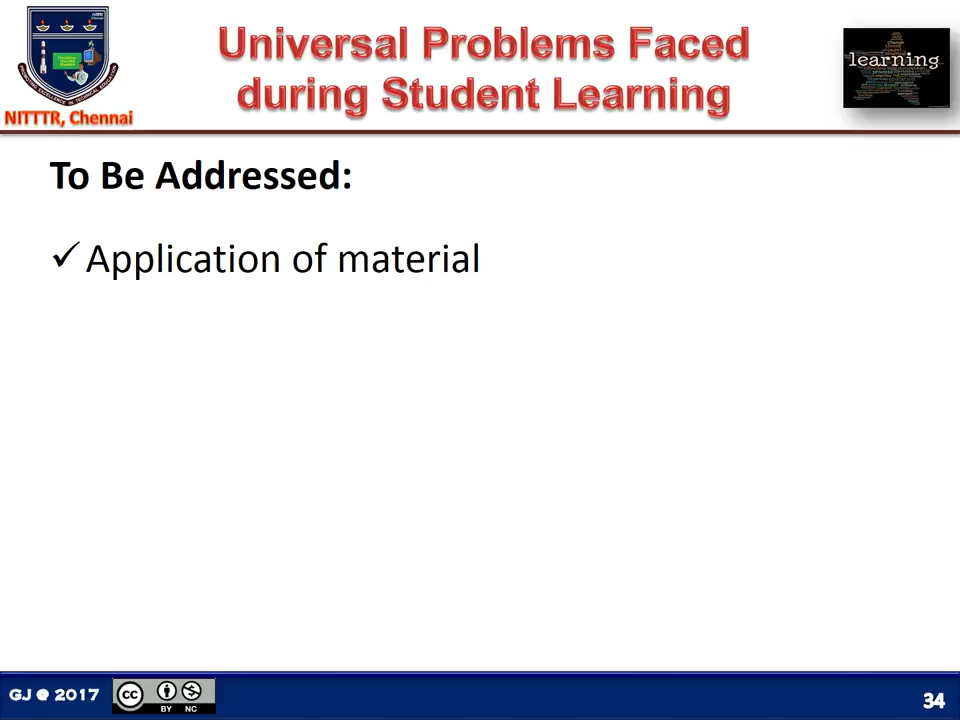 NITTTR, Chennai
Universal Problems Faced
during Student Learning
learning
To Be Addressed:
✓ Application of material
GJ @ 2017
CC BY NC
34